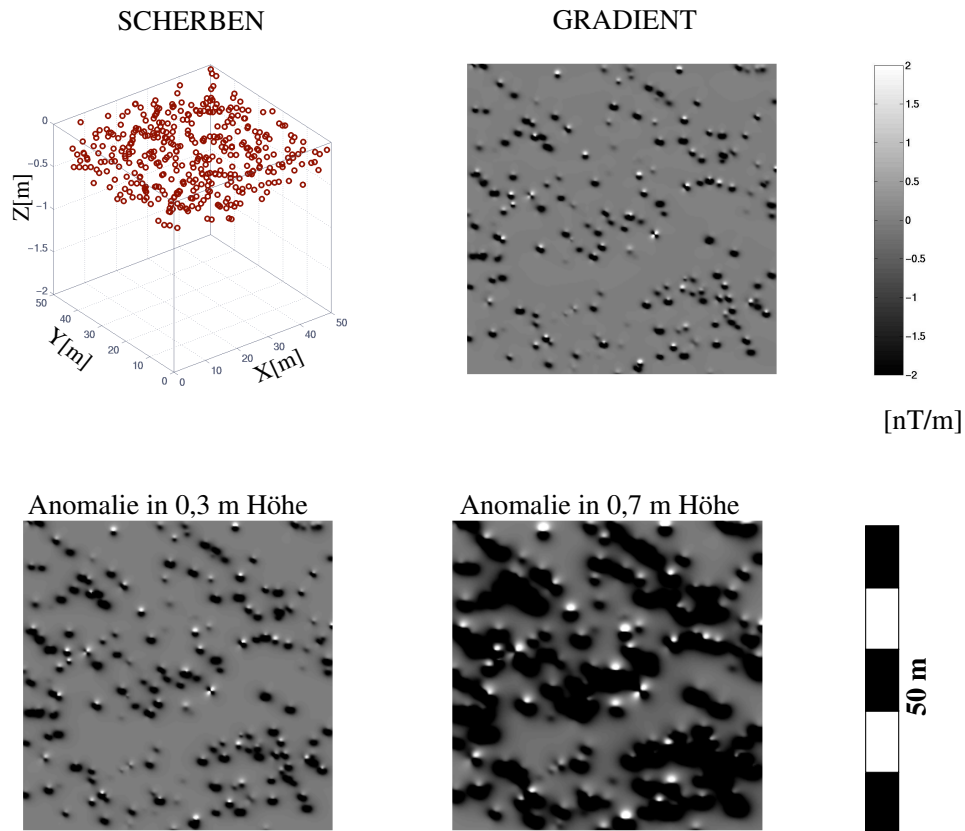 SCHERBEN
GRADIENT
0
−0.5
−1
−1.5
−2
Z[m]
50
40
30
20
10
0
Y[m]
0
10
20
30
40
50
X[m]
2
1.5
1
0.5
0
−0.5
−1
−1.5
−2
[nT/m]
Anomalie in 0,3 m Höhe
Anomalie in 0,7 m Höhe
50 m